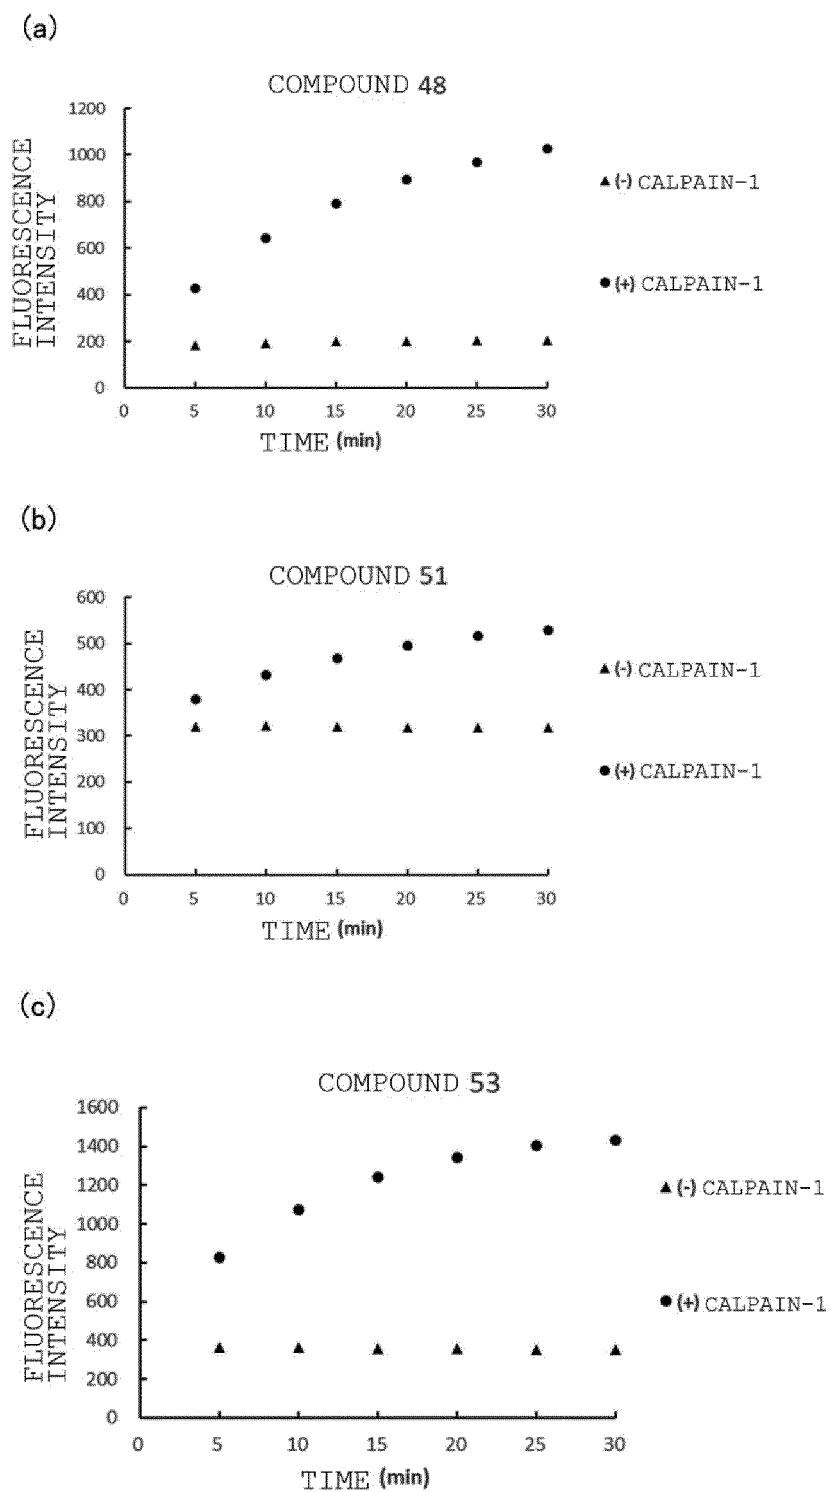 (a)
COMPOUND 48
FLUORESCENCE
INTENSITY
1200
1000
800
600
400
200
0
0 5 10 15 20 25 30
TIME (min)
▲ (-) CALPAIN-1
● (+) CALPAIN-1
(b)
COMPOUND 51
FLUORESCENCE
INTENSITY
600
500
400
300
200
100
0
0 5 10 15 20 25 30
TIME (min)
▲ (-) CALPAIN-1
● (+) CALPAIN-1
(c)
COMPOUND 53
FLUORESCENCE
INTENSITY
1600
1400
1200
1000
800
600
400
200
0
0 5 10 15 20 25 30
TIME (min)
▲ (-) CALPAIN-1
● (+) CALPAIN-1